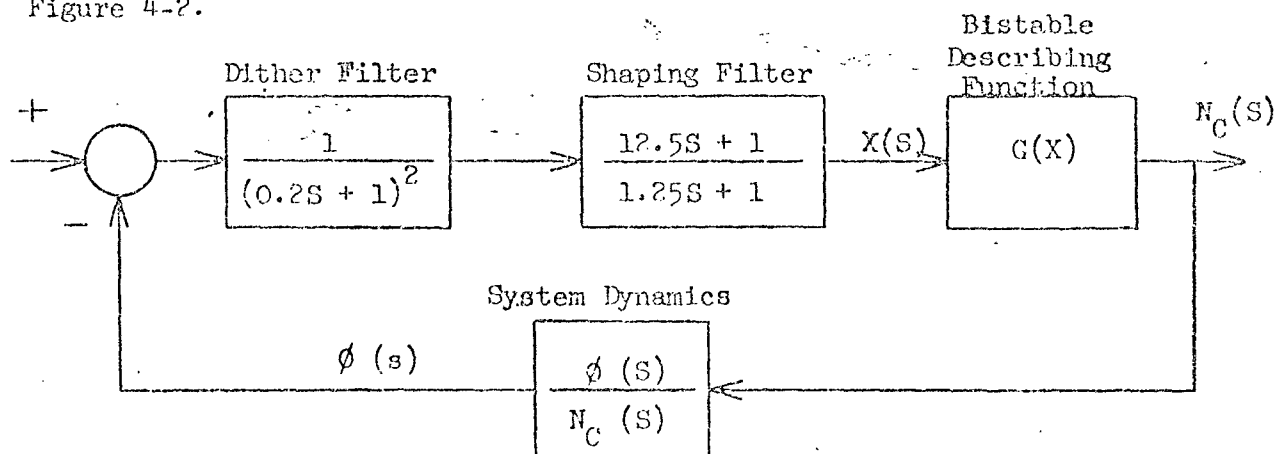 Figure 4-2.
Bistable
Describing
Function
Dither Filter
Shaping Filter
+
N_C(S)
1
(0.2S + 1)^2
12.5S + 1
1.25S + 1
X(S)
G(X)
−
System Dynamics
ø (s)
ø (S)
N_C (S)